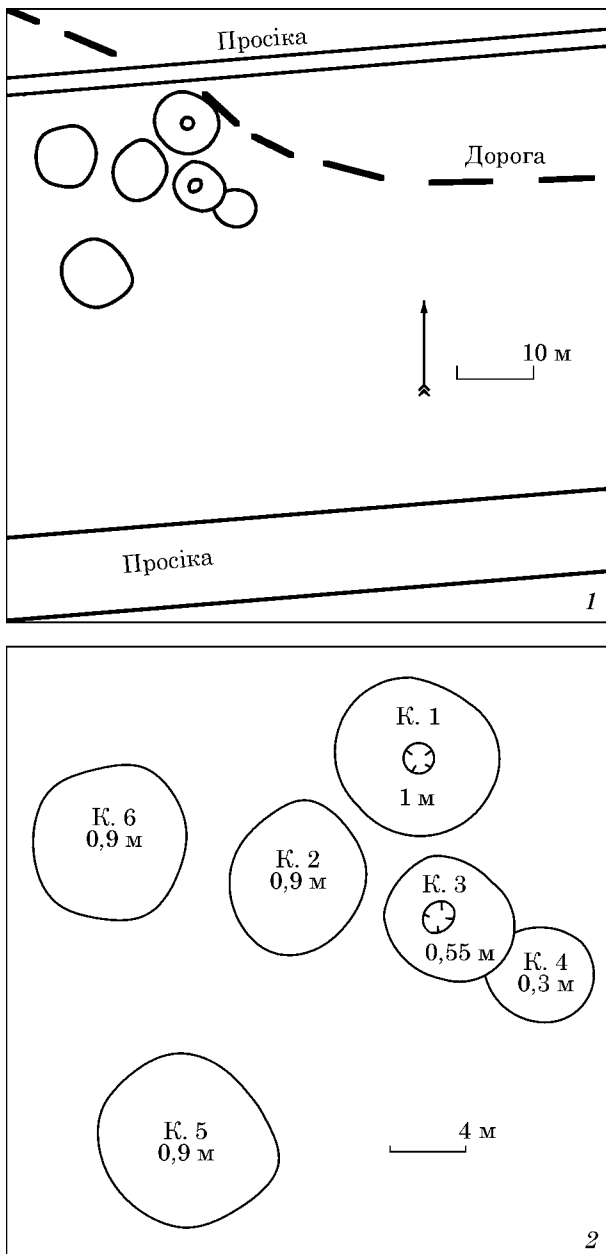 Просіка
Дорога
10 м
Просіка
1
К. 1
1 м
К. 6
0,9 м
К. 2
0,9 м
К. 3
0,55 м
К. 4
0,3 м
К. 5
0,9 м
4 м
2